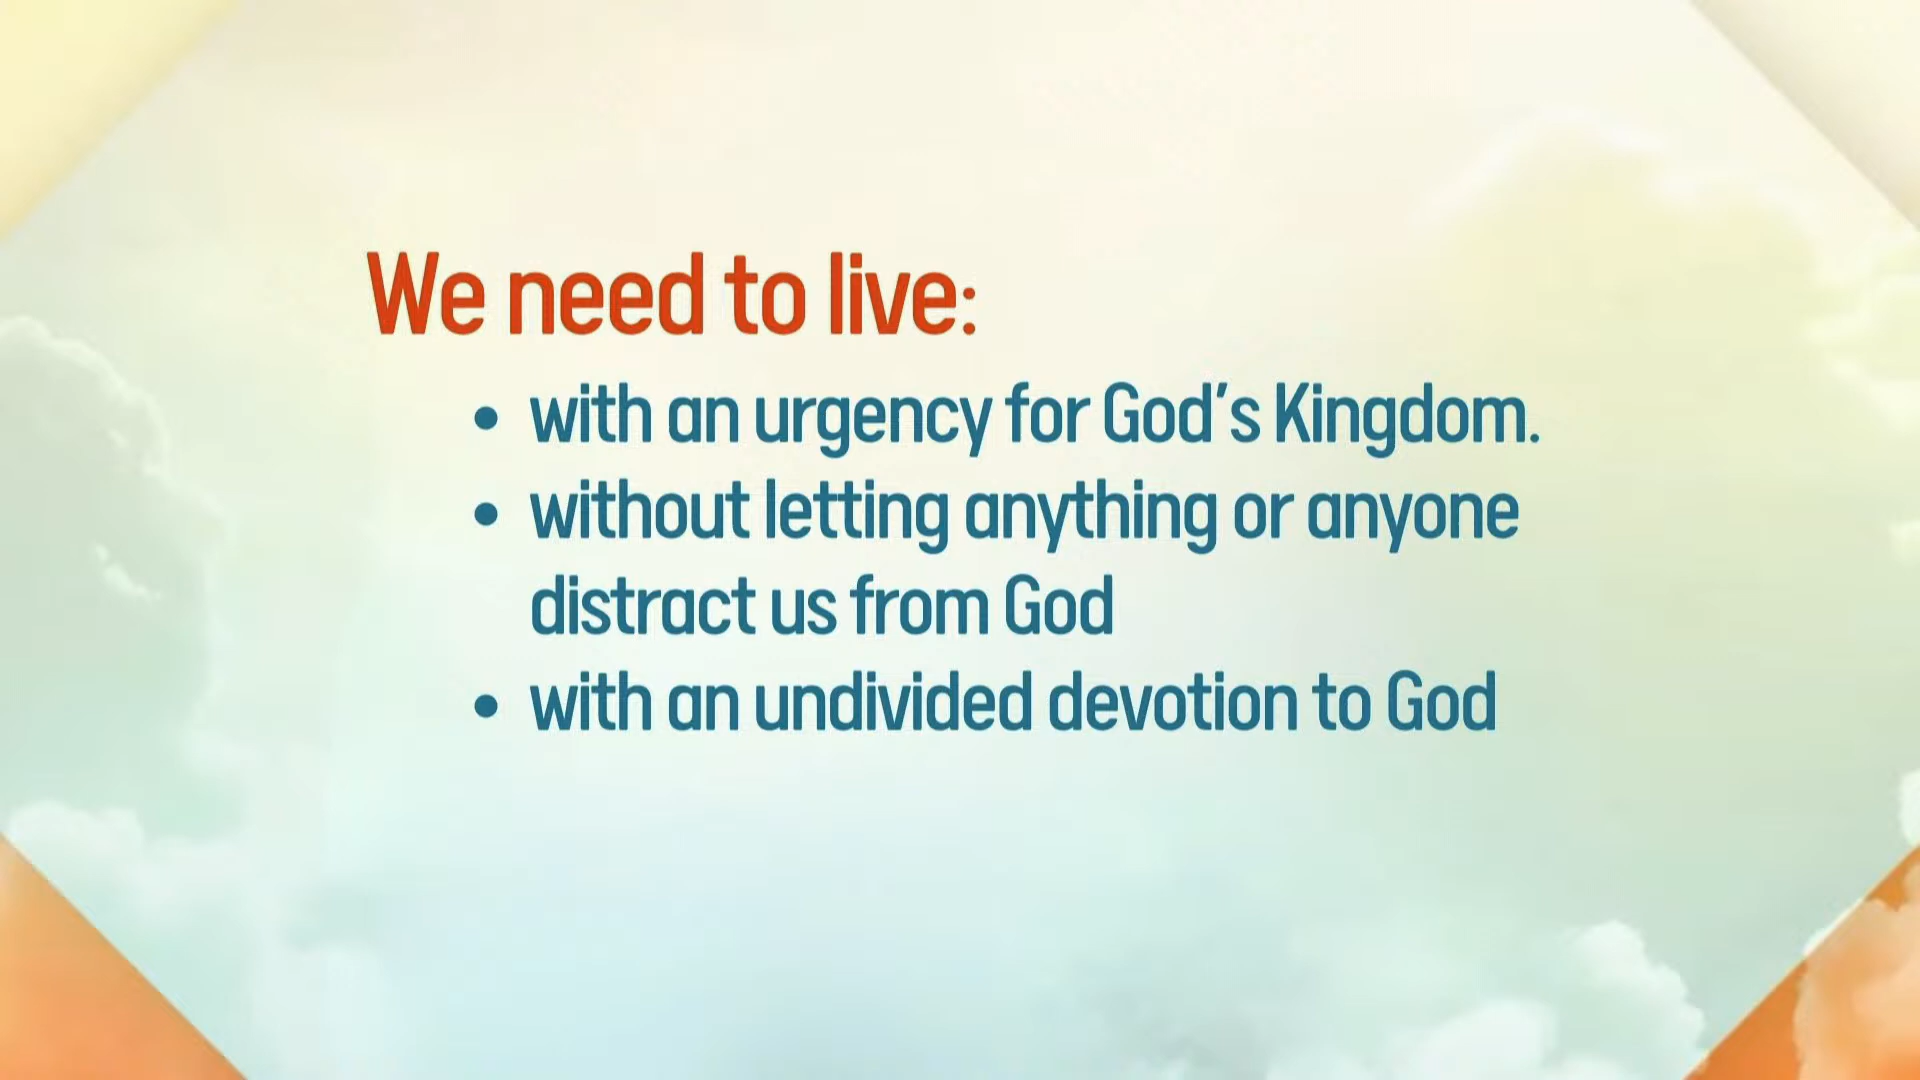 We need to live:
• with an urgency for God's Kingdom.
• without letting anything or anyone
distract us from God
• with an undivided devotion to God